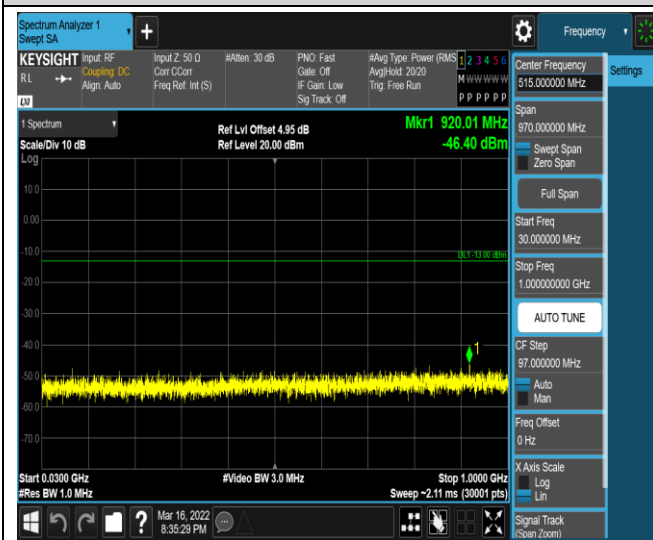 Spectrum Analyzer 1
Swept SA
Frequency
KEYSIGHT
Input: RF
Coupling: DC
Align: Auto
Input Z: 50 Ω
Corr CCorr
Freq Ref: Int (S)
#Atten: 30 dB
PNO: Fast
Gate: Off
IF Gain: Low
Sig Track: Off
#Avg Type: Power (RMS
Avg|Hold: 20/20
Trig: Free Run
1 2 3 4 5 6
M W W W W W
P P P P P P
RL
LXI
1 Spectrum
Scale/Div 10 dB
Log
Ref Lvl Offset 4.95 dB
Ref Level 20.00 dBm
Mkr1 920.01 MHz
-46.40 dBm
10.0
0.00
-10.0
DL1 -13.00 dBm
-20.0
-30.0
-40.0
1
-50.0
-60.0
-70.0
Start 0.0300 GHz
#Res BW 1.0 MHz
#Video BW 3.0 MHz
Stop 1.0000 GHz
Sweep ~2.11 ms (30001 pts)
Mar 16, 2022
8:35:29 PM
?
Center Frequency
515.000000 MHz
Settings
Span
970.000000 MHz
Swept Span
Zero Span
Full Span
Start Freq
30.000000 MHz
Stop Freq
1.000000000 GHz
AUTO TUNE
CF Step
97.000000 MHz
Auto
Man
Freq Offset
0 Hz
X Axis Scale
Log
Lin
Signal Track
(Span Zoom)